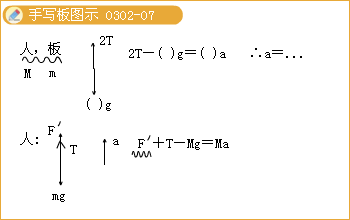 手写板图示 0302-07
2T
人，板 2T－( )g＝( )a ∴a＝...
M m
( )g
F′
人: T a F′＋T－Mg＝Ma
mg